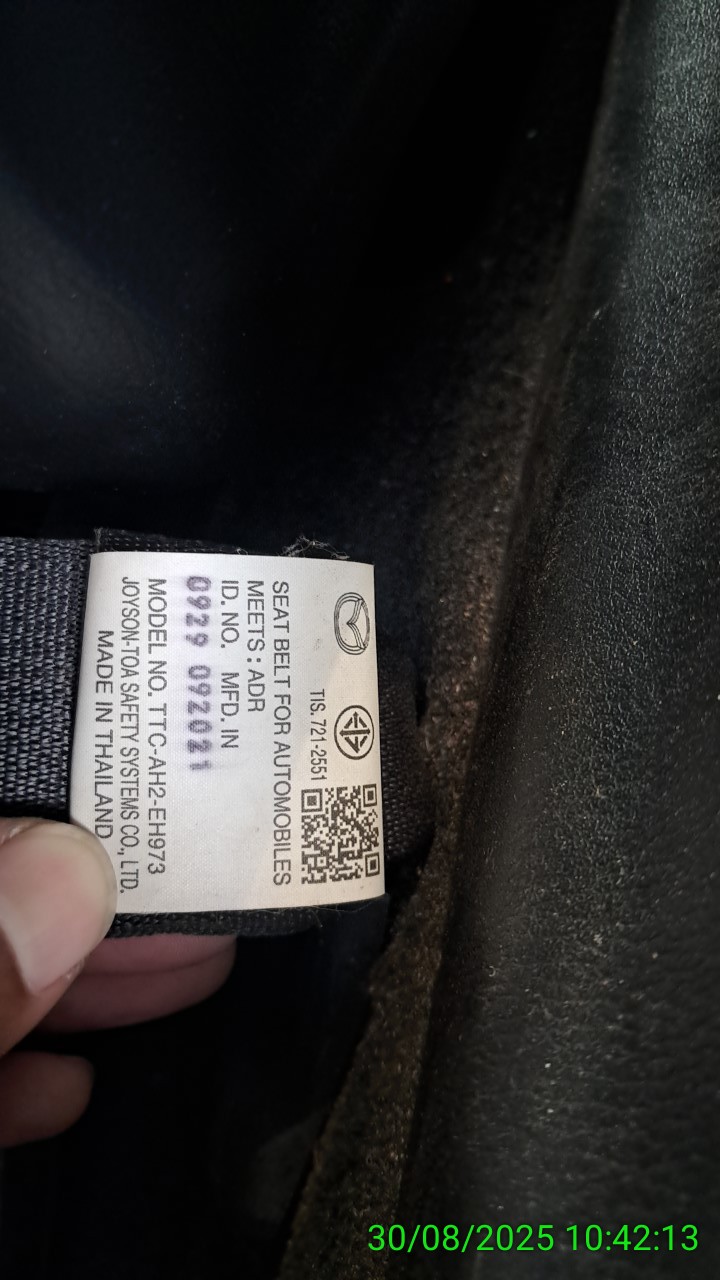 TIS. 721-2551
SEAT BELT FOR AUTOMOBILES
MEETS : ADR
ID. NO. MFD. IN
0929 092021
MODEL NO. TTC-AH2-EH973
JOYSON-TOA SAFETY SYSTEMS CO., LTD.
MADE IN THAILAND
30/08/2025 10:42:13